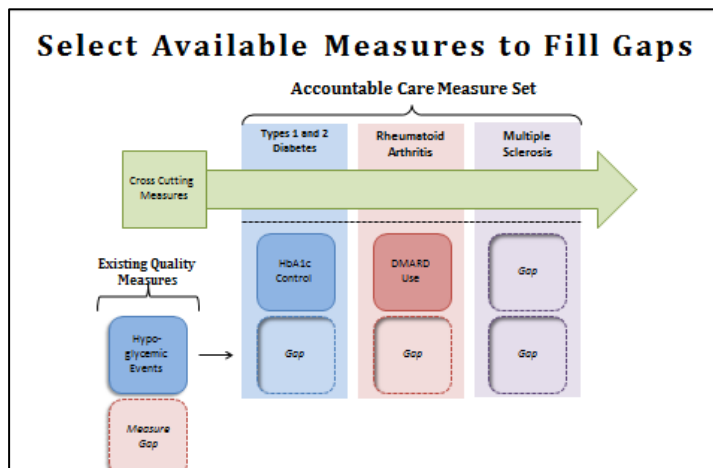 Select Available Measures to Fill Gaps
Accountable Care Measure Set
Types 1 and 2
Diabetes
Rheumatoid
Arthritis
Multiple
Sclerosis
Cross Cutting
Measures
Existing Quality
Measures
HbA1c
Control
DMARD
Use
Gap
Hypo-
glycemic
Events
Gap
Gap
Gap
Measure
Gap